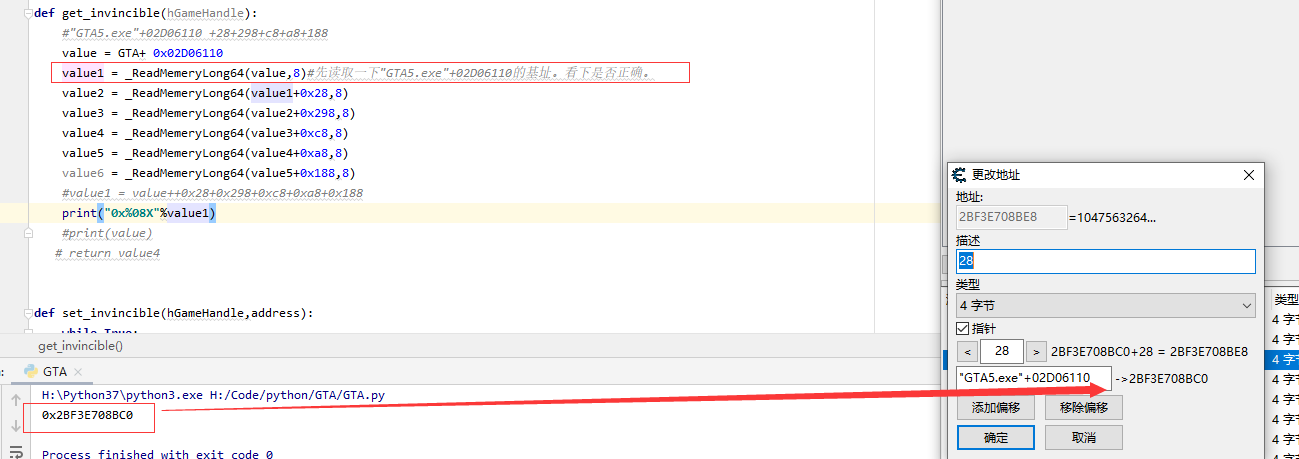 def get_invincible(hGameHandle):
#"GTA5.exe"+02D06110 +28+298+c8+a8+188
value = GTA+ 0x02D06110
value1 = _ReadMemeryLong64(value,8)#先读取一下"GTA5.exe"+02D06110的基址。看下是否正确。
value2 = _ReadMemeryLong64(value1+0x28,8)
value3 = _ReadMemeryLong64(value2+0x298,8)
value4 = _ReadMemeryLong64(value3+0xc8,8)
value5 = _ReadMemeryLong64(value4+0xa8,8)
value6 = _ReadMemeryLong64(value5+0x188,8)
#value1 = value++0x28+0x298+0xc8+0xa8+0x188
print("0x%08X"%value1)
#print(value)
# return value4
def set_invincible(hGameHandle,address):
while True:
get_invincible()
GTA
H:\Python37\python3.exe H:/Code/python/GTA/GTA.py
0x2BF3E708BC0
Process finished with exit code 0
更改地址
地址:
2BF3E708BE8 =1047563264...
描述
28
类型
4 字节
指针
< 28 > 2BF3E708BC0+28 = 2BF3E708BE8
"GTA5.exe"+02D06110 ->2BF3E708BC0
添加偏移 移除偏移
确定 取消
类型
4 字节
4 字节
4 字节
4 字节
4 字节
4 字节
4 字节
4 字节